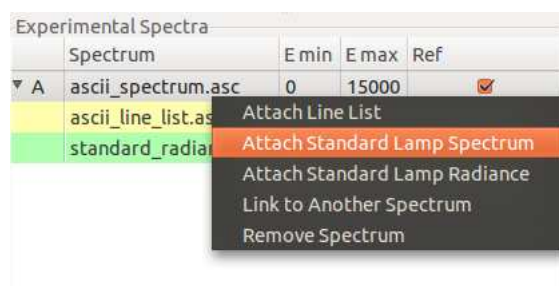 Experimental Spectra
Spectrum E min E max Ref
A ascii_spectrum.asc 0 15000
ascii_line_list.as
standard_radia
Attach Line List
Attach Standard Lamp Spectrum
Attach Standard Lamp Radiance
Link to Another Spectrum
Remove Spectrum